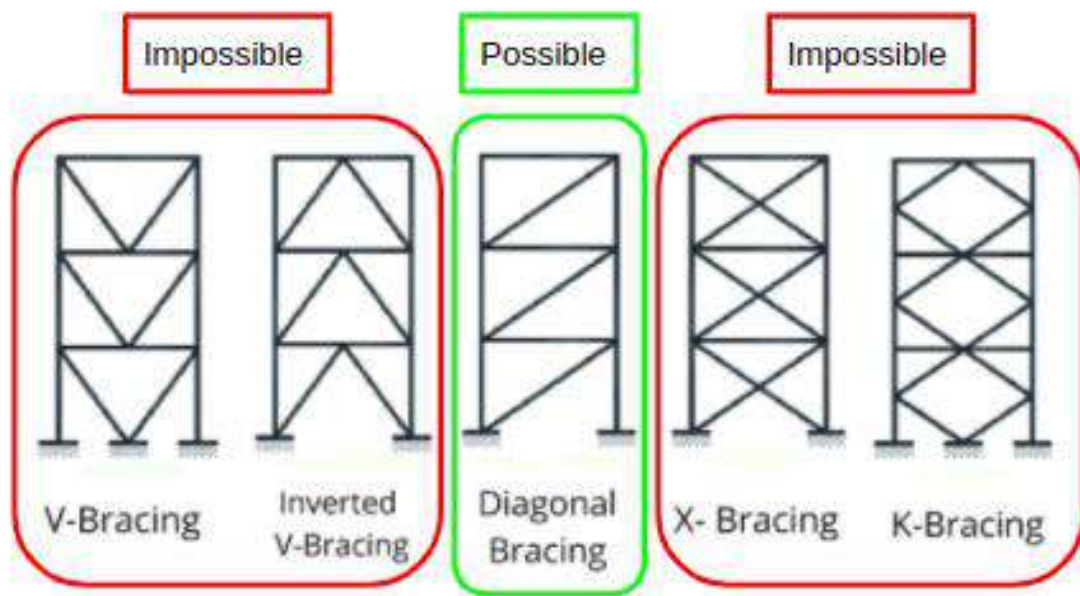 Impossible
Possible
Impossible
V-Bracing
Inverted
V-Bracing
Diagonal
Bracing
X- Bracing
K-Bracing